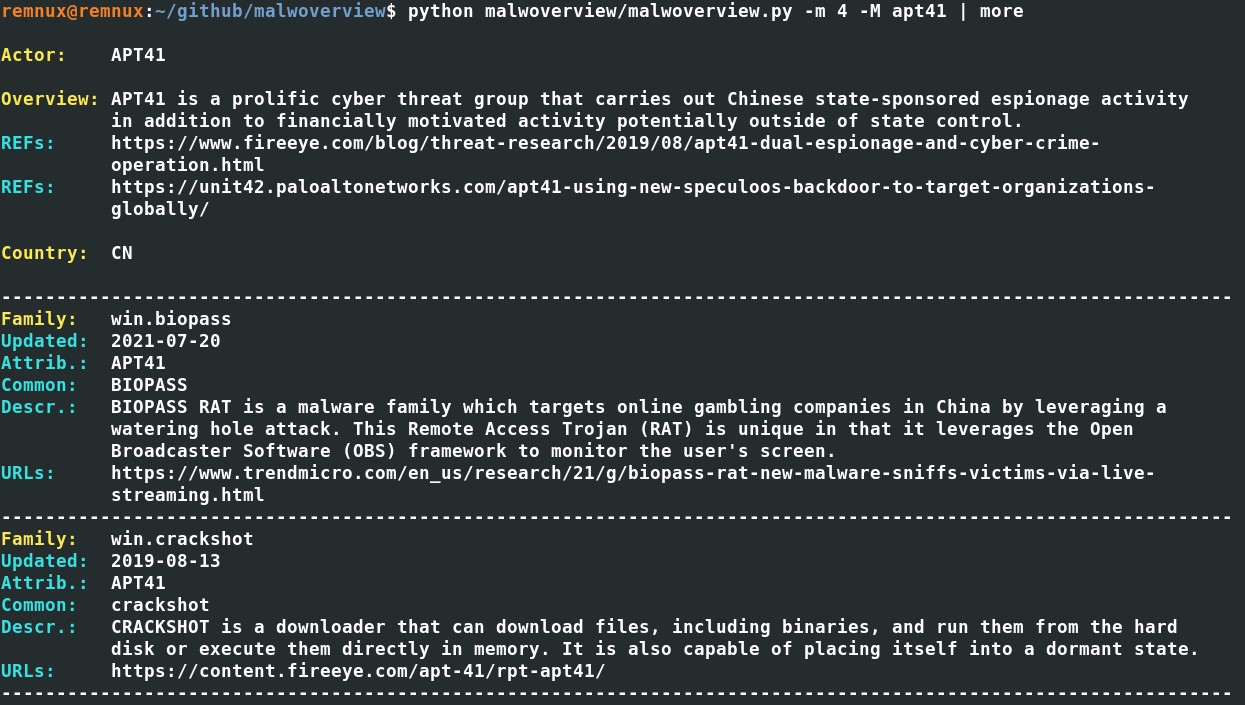 remnux@remnux:~/github/malwoverview$ python malwoverview/malwoverview.py -m 4 -M apt41 | more
Actor: APT41
Overview: APT41 is a prolific cyber threat group that carries out Chinese state-sponsored espionage activity
in addition to financially motivated activity potentially outside of state control.
REFs: https://www.fireeye.com/blog/threat-research/2019/08/apt41-dual-espionage-and-cyber-crime-
operation.html
REFs: https://unit42.paloaltonetworks.com/apt41-using-new-speculoos-backdoor-to-target-organizations-
globally/
Country: CN
----------------------------------------------------------------------------------------------------------------
Family: win.biopass
Updated: 2021-07-20
Attrib.: APT41
Common: BIOPASS
Descr.: BIOPASS RAT is a malware family which targets online gambling companies in China by leveraging a
watering hole attack. This Remote Access Trojan (RAT) is unique in that it leverages the Open
Broadcaster Software (OBS) framework to monitor the user's screen.
URLs: https://www.trendmicro.com/en_us/research/21/g/biopass-rat-new-malware-sniffs-victims-via-live-
streaming.html
----------------------------------------------------------------------------------------------------------------
Family: win.crackshot
Updated: 2019-08-13
Attrib.: APT41
Common: crackshot
Descr.: CRACKSHOT is a downloader that can download files, including binaries, and run them from the hard
disk or execute them directly in memory. It is also capable of placing itself into a dormant state.
URLs: https://content.fireeye.com/apt-41/rpt-apt41/
----------------------------------------------------------------------------------------------------------------